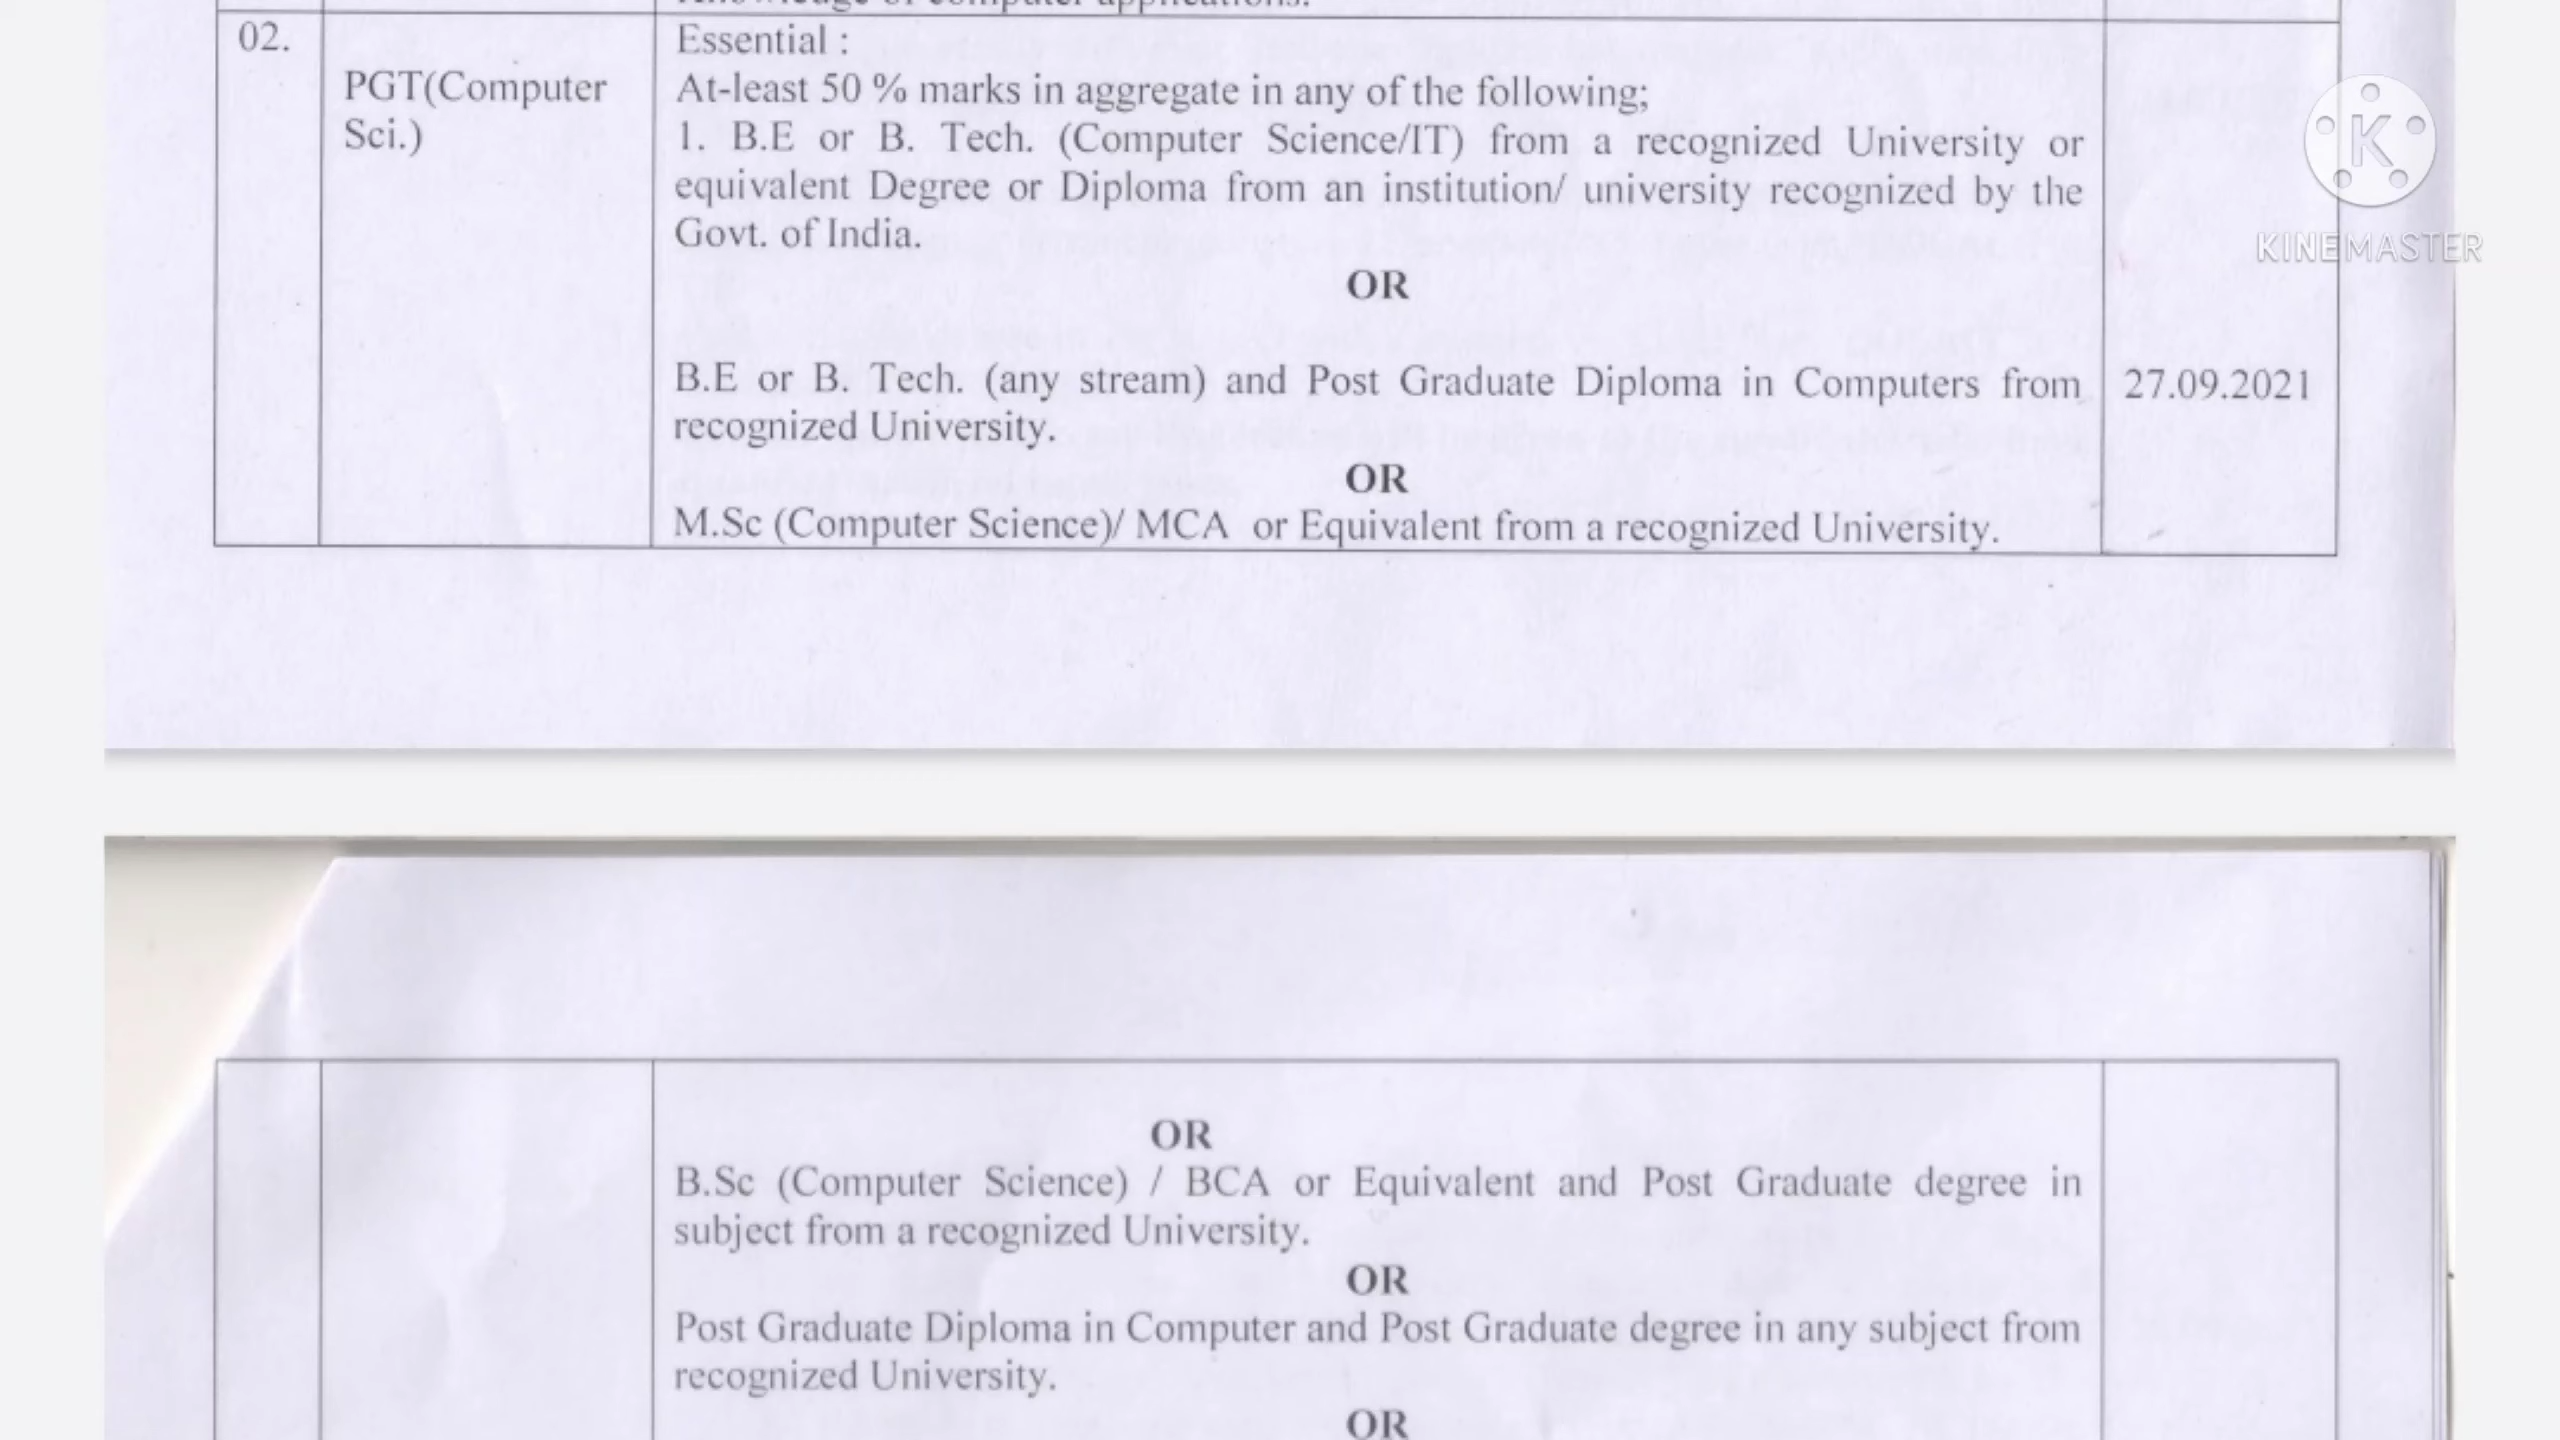 Knowledge of computer applications.
02.
Essential :
PGT(Computer
Sci.)
At-least 50 % marks in aggregate in any of the following;
1. B.E or B. Tech. (Computer Science/IT) from a recognized University or
equivalent Degree or Diploma from an institution/ university recognized by the
Govt. of India.
OR
B.E or B. Tech. (any stream) and Post Graduate Diploma in Computers from
recognized University.
27.09.2021
OR
M.Sc (Computer Science)/ MCA or Equivalent from a recognized University.
OR
B.Sc (Computer Science) / BCA or Equivalent and Post Graduate degree in
subject from a recognized University.
OR
Post Graduate Diploma in Computer and Post Graduate degree in any subject from
recognized University.
OR
K
KINEMASTER